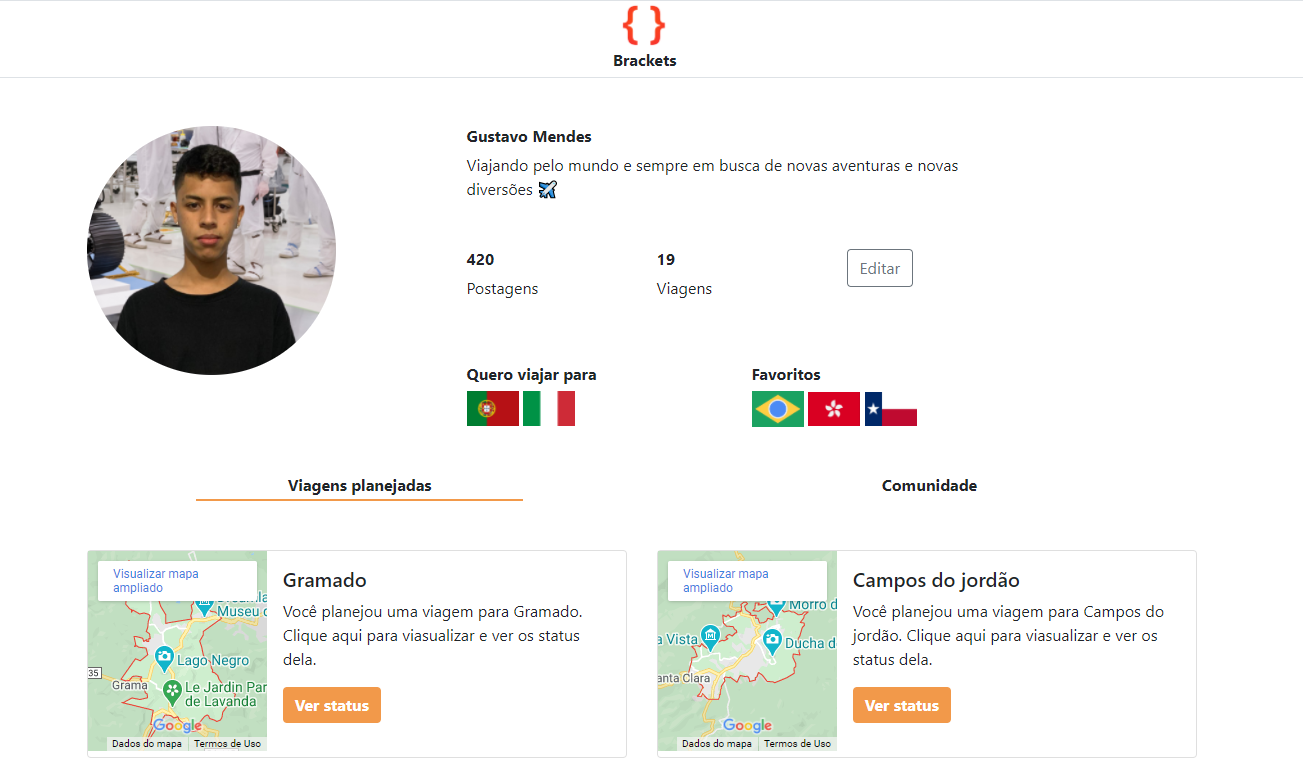 { }
Brackets
Gustavo Mendes
Viajando pelo mundo e sempre em busca de novas aventuras e novas
diversões ✈️
420
19
Editar
Postagens
Viagens
Quero viajar para
Favoritos
Viagens planejadas
Comunidade
Visualizar mapa
ampliado
Museu
Lago Negro
35
Grama
Le Jardin
de Lavanda
Google
Dados do mapa
Termos de Uso
Gramado
Você planejou uma viagem para Gramado.
Clique aqui para viasualizar e ver os status
dela.
Ver status
Visualizar mapa
ampliado
Morro
a Vista
Ducha
anta Clara
Google
Dados do mapa
Termos de Uso
Campos do jordão
Você planejou uma viagem para Campos do
jordão. Clique aqui para viasualizar e ver os
status dela.
Ver status